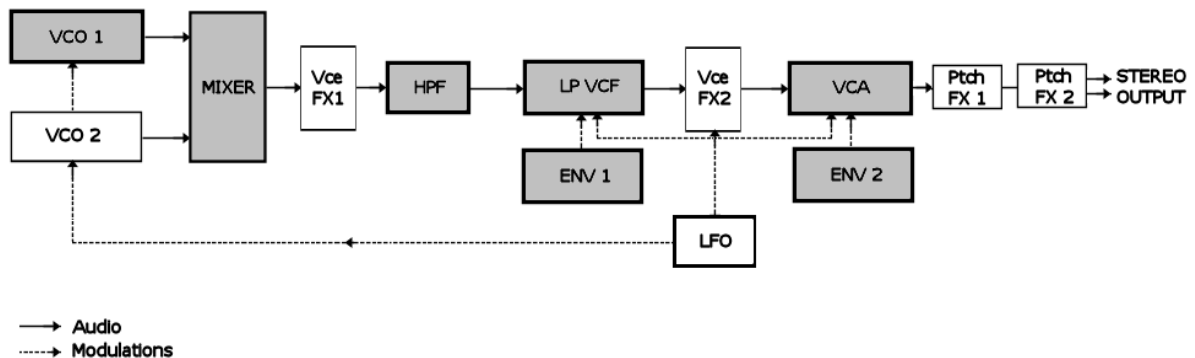 VCO 1
VCO 2
MIXER
Vce
FX1
HPF
LP VCF
Vce
FX2
VCA
Ptch
FX 1
Ptch
FX 2
STEREO
OUTPUT
ENV 1
ENV 2
LFO
Audio
Modulations